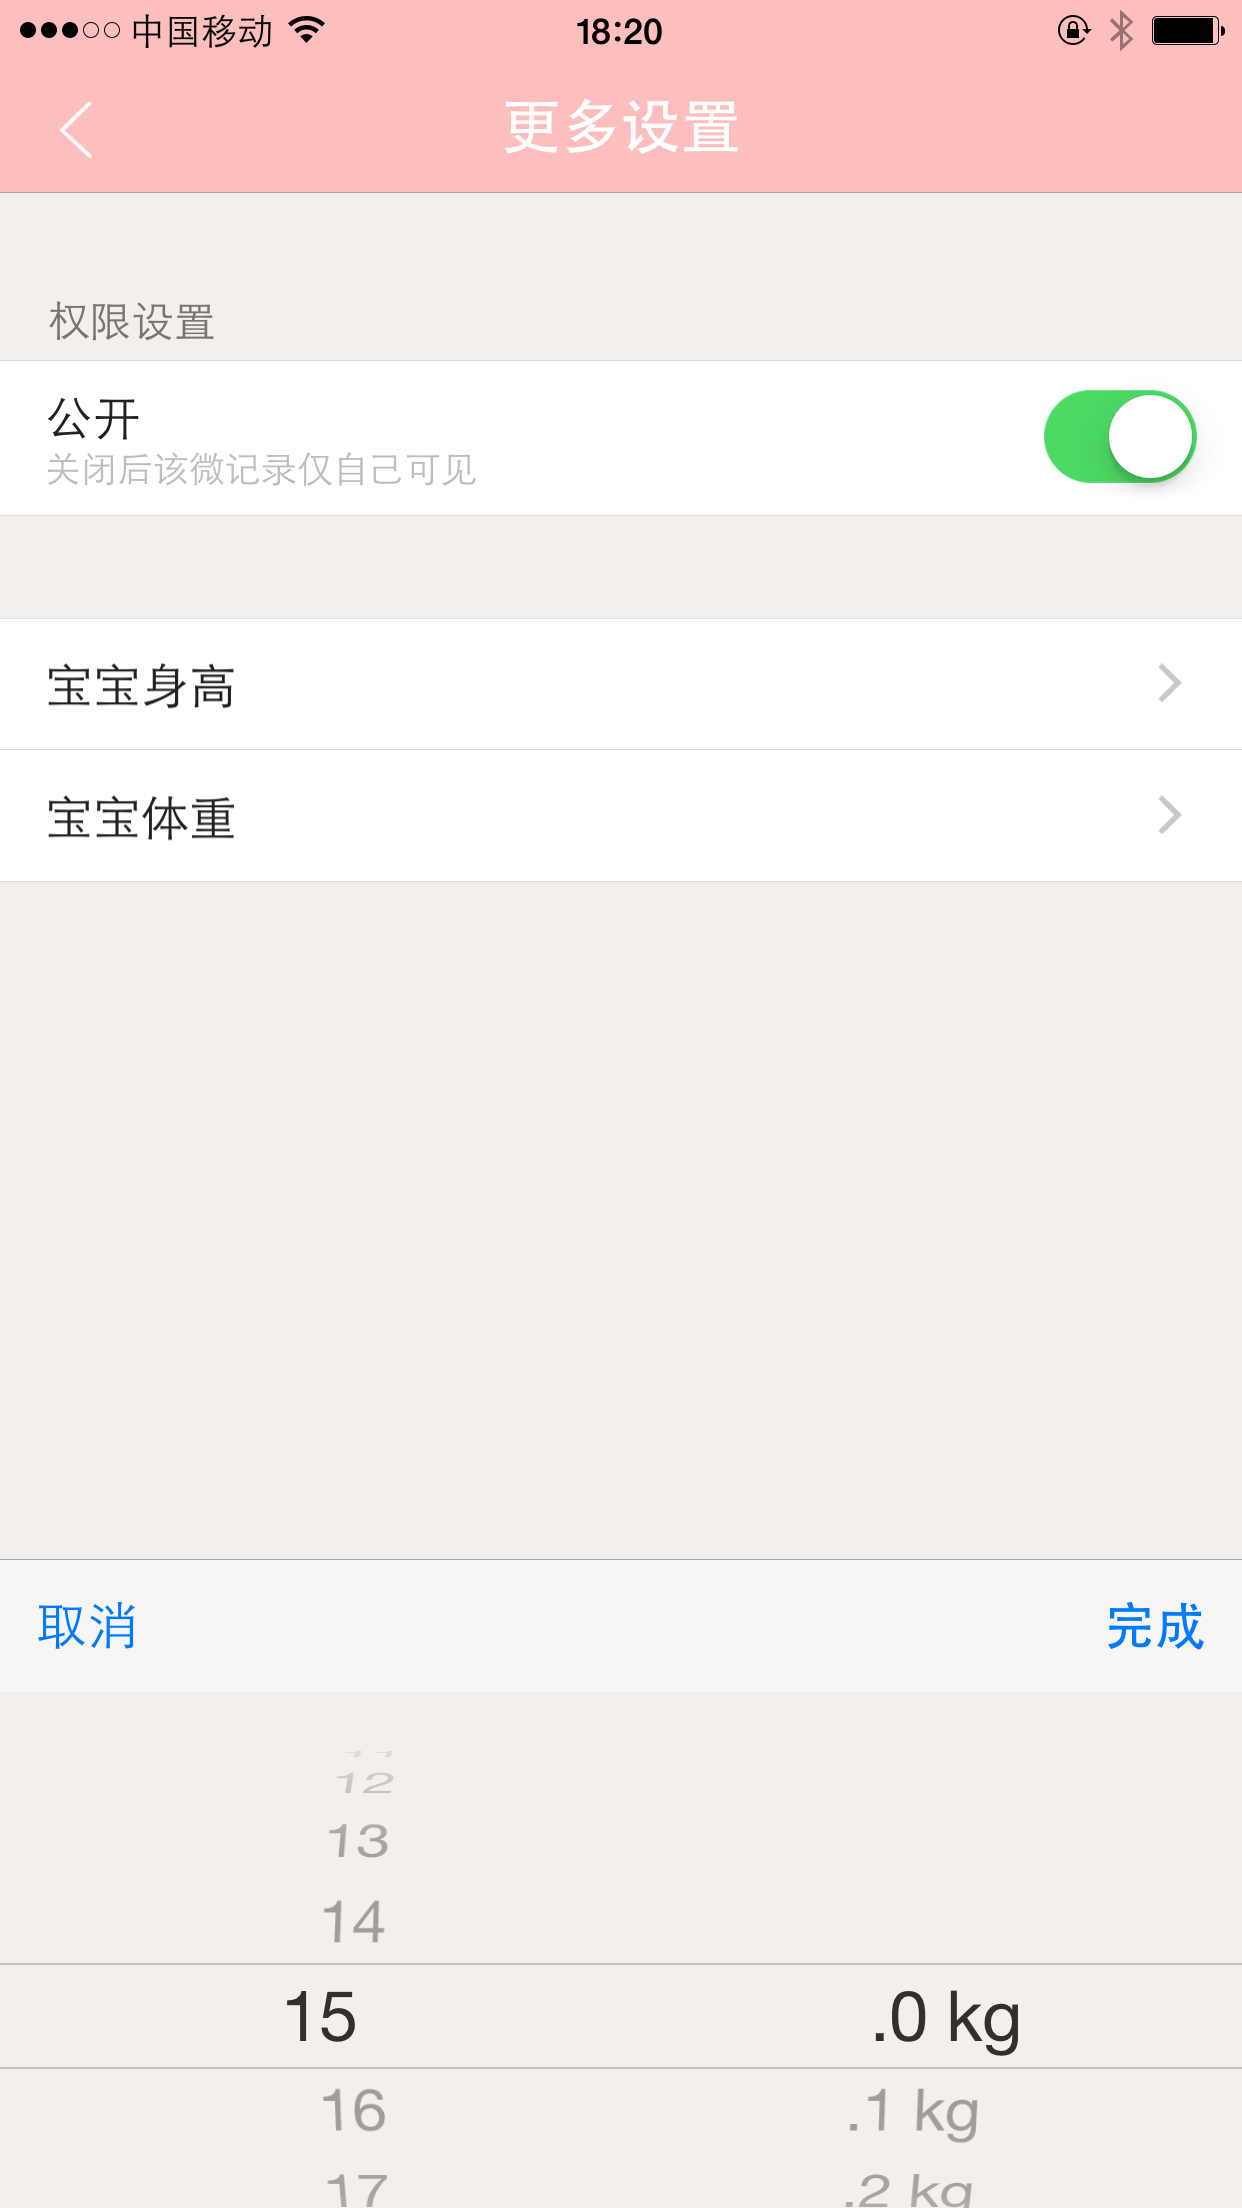 中国移动 18:20
更多设置
权限设置
公开
关闭后该微记录仅自己可见
宝宝身高
宝宝体重
取消 完成
12
13
14
15 .0 kg
16 .1 kg
17 .2 kg